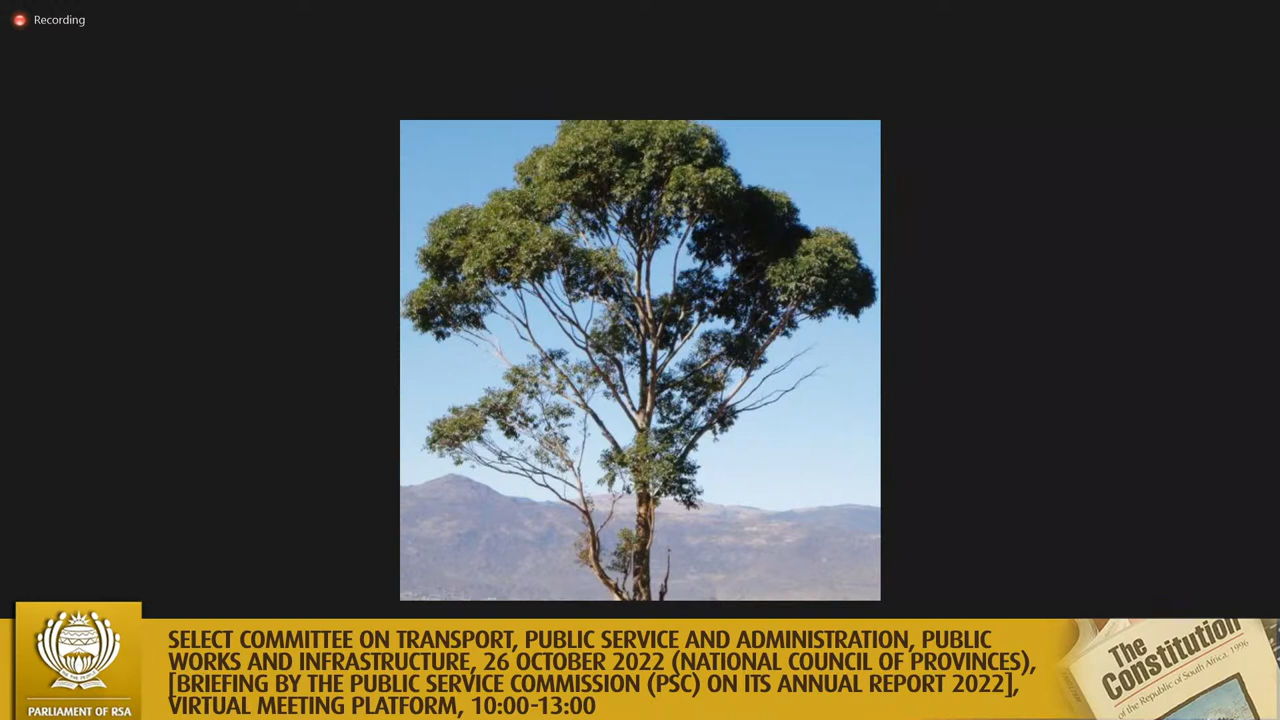 Recording
SELECT COMMITTEE ON TRANSPORT, PUBLIC SERVICE AND ADMINISTRATION, PUBLIC
WORKS AND INFRASTRUCTURE, 26 OCTOBER 2022 (NATIONAL COUNCIL OF PROVINCES),
[BRIEFING BY THE PUBLIC SERVICE COMMISSION (PSC) ON ITS ANNUAL REPORT 2022],
VIRTUAL MEETING PLATFORM, 10:00-13:00
PARLIAMENT OF RSA
The
Constitution
of the Republic of South Africa, 1996